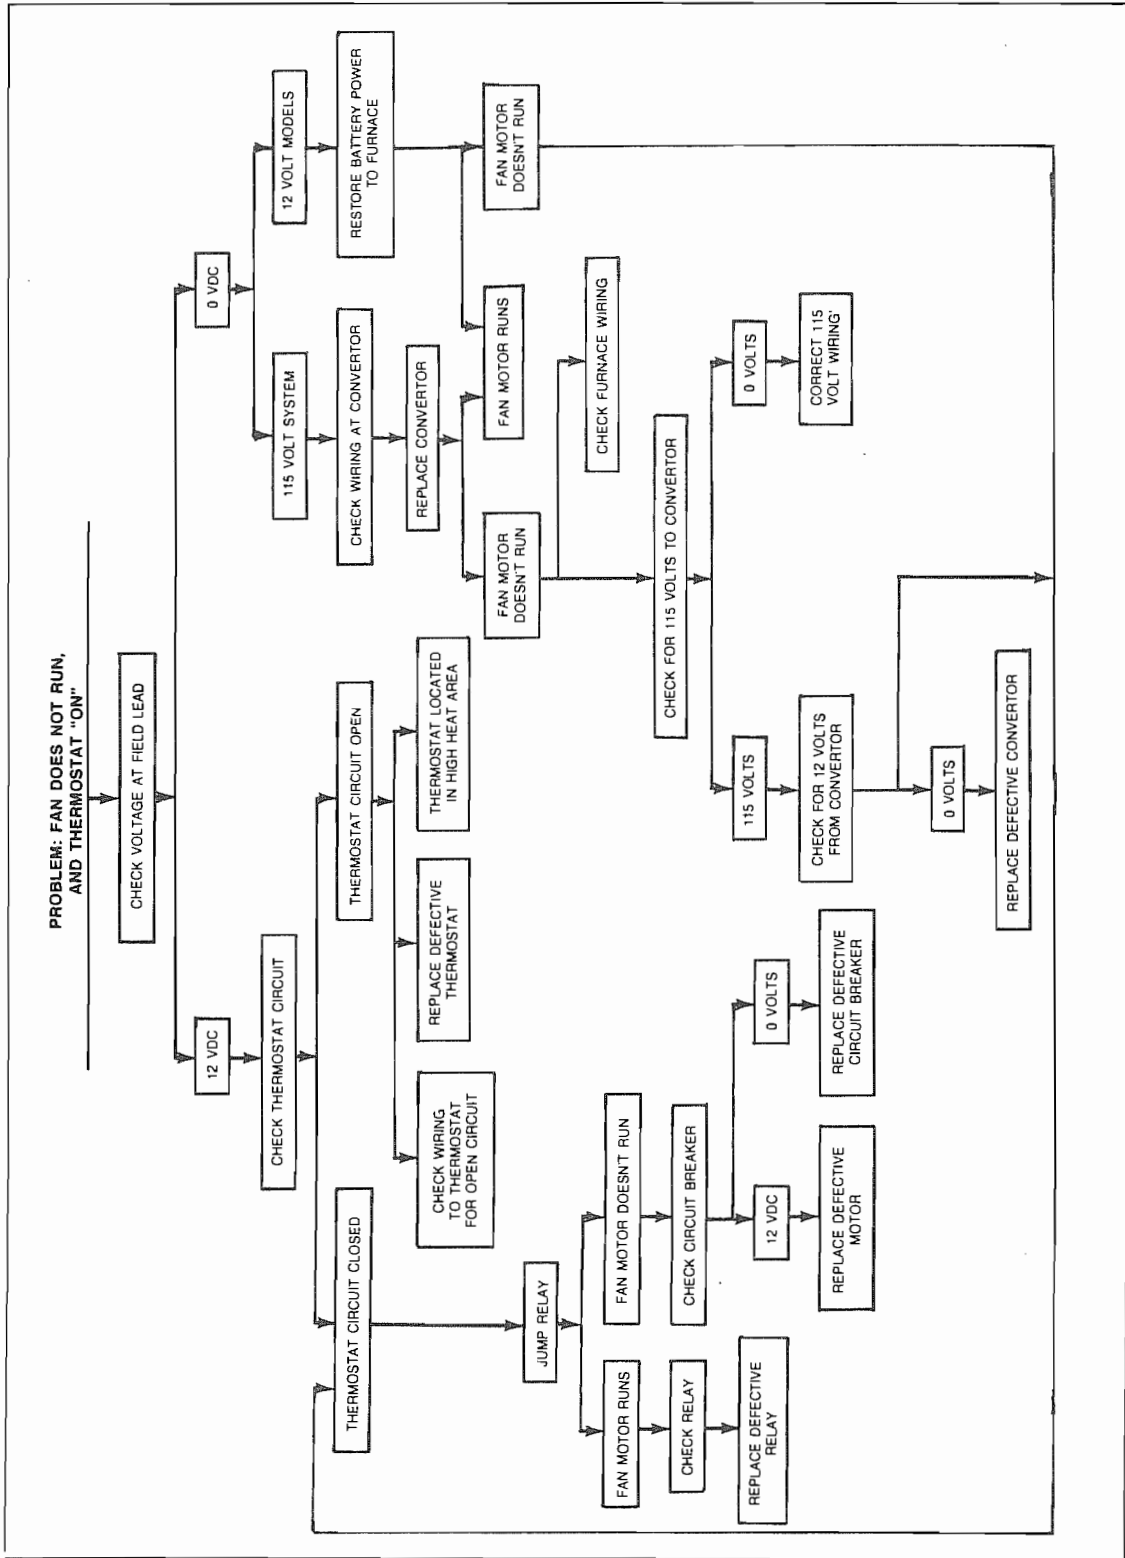 PROBLEM: FAN DOES NOT RUN,
AND THERMOSTAT "ON"
CHECK VOLTAGE AT FIELD LEAD
12 VDC
0 VDC
CHECK THERMOSTAT CIRCUIT
115 VOLT SYSTEM
12 VOLT MODELS
THERMOSTAT CIRCUIT CLOSED
THERMOSTAT CIRCUIT OPEN
CHECK WIRING AT CONVERTOR
RESTORE BATTERY POWER
TO FURNACE
CHECK WIRING
TO THERMOSTAT
FOR OPEN CIRCUIT
REPLACE DEFECTIVE
THERMOSTAT
THERMOSTAT LOCATED
IN HIGH HEAT AREA
REPLACE CONVERTOR
FAN MOTOR
DOESN'T RUN
FAN MOTOR RUNS
FAN MOTOR
DOESN'T RUN
JUMP RELAY
CHECK FURNACE WIRING
FAN MOTOR RUNS
FAN MOTOR DOESN'T RUN
CHECK RELAY
CHECK CIRCUIT BREAKER
CHECK FOR 115 VOLTS TO CONVERTOR
REPLACE DEFECTIVE
RELAY
12 VDC
0 VOLTS
115 VOLTS
0 VOLTS
REPLACE DEFECTIVE
MOTOR
REPLACE DEFECTIVE
CIRCUIT BREAKER
CHECK FOR 12 VOLTS
FROM CONVERTOR
CORRECT 115
VOLT WIRING'
0 VOLTS
REPLACE DEFECTIVE CONVERTOR